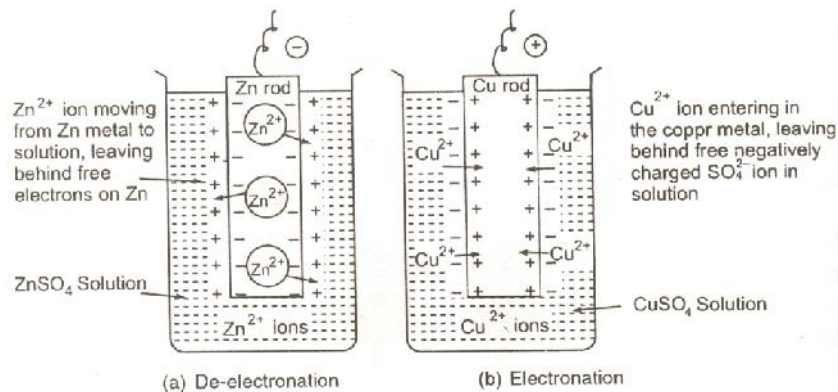 −
+
Zn rod
Cu rod
Zn²⁺ ion moving
from Zn metal to
solution, leaving
behind free
electrons on Zn
Zn²⁺
Zn²⁺
Zn²⁺
ZnSO₄ Solution
Zn²⁺ ions
(a) De-electronation
Cu²⁺
Cu²⁺
Cu²⁺
Cu²⁺
Cu²⁺ ion entering in
the coppr metal, leaving
behind free negatively
charged SO₄²⁻ ion in
solution
CuSO₄ Solution
Cu²⁺ ions
(b) Electronation